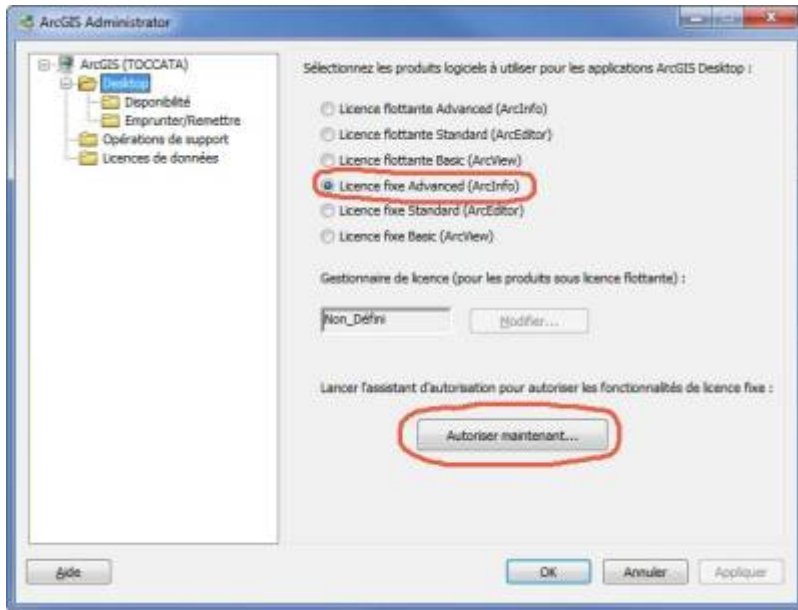 ArcGIS Administrator
ArcGIS (TOCCATA)
Desktop
Disponibilité
Emprunter/Remettre
Opérations de support
Licences de données
Sélectionnez les produits logiciels à utiliser pour les applications ArcGIS Desktop :
Licence flottante Advanced (ArcInfo)
Licence flottante Standard (ArcEditor)
Licence flottante Basic (ArcView)
Licence fixe Advanced (ArcInfo)
Licence fixe Standard (ArcEditor)
Licence fixe Basic (ArcView)
Gestionnaire de licence (pour les produits sous licence flottante) :
Non_Défini
Modifier...
Lancer l'assistant d'autorisation pour autoriser les fonctionnalités de licence fixe :
Autoriser maintenant...
Aide
OK
Annuler
Appliquer